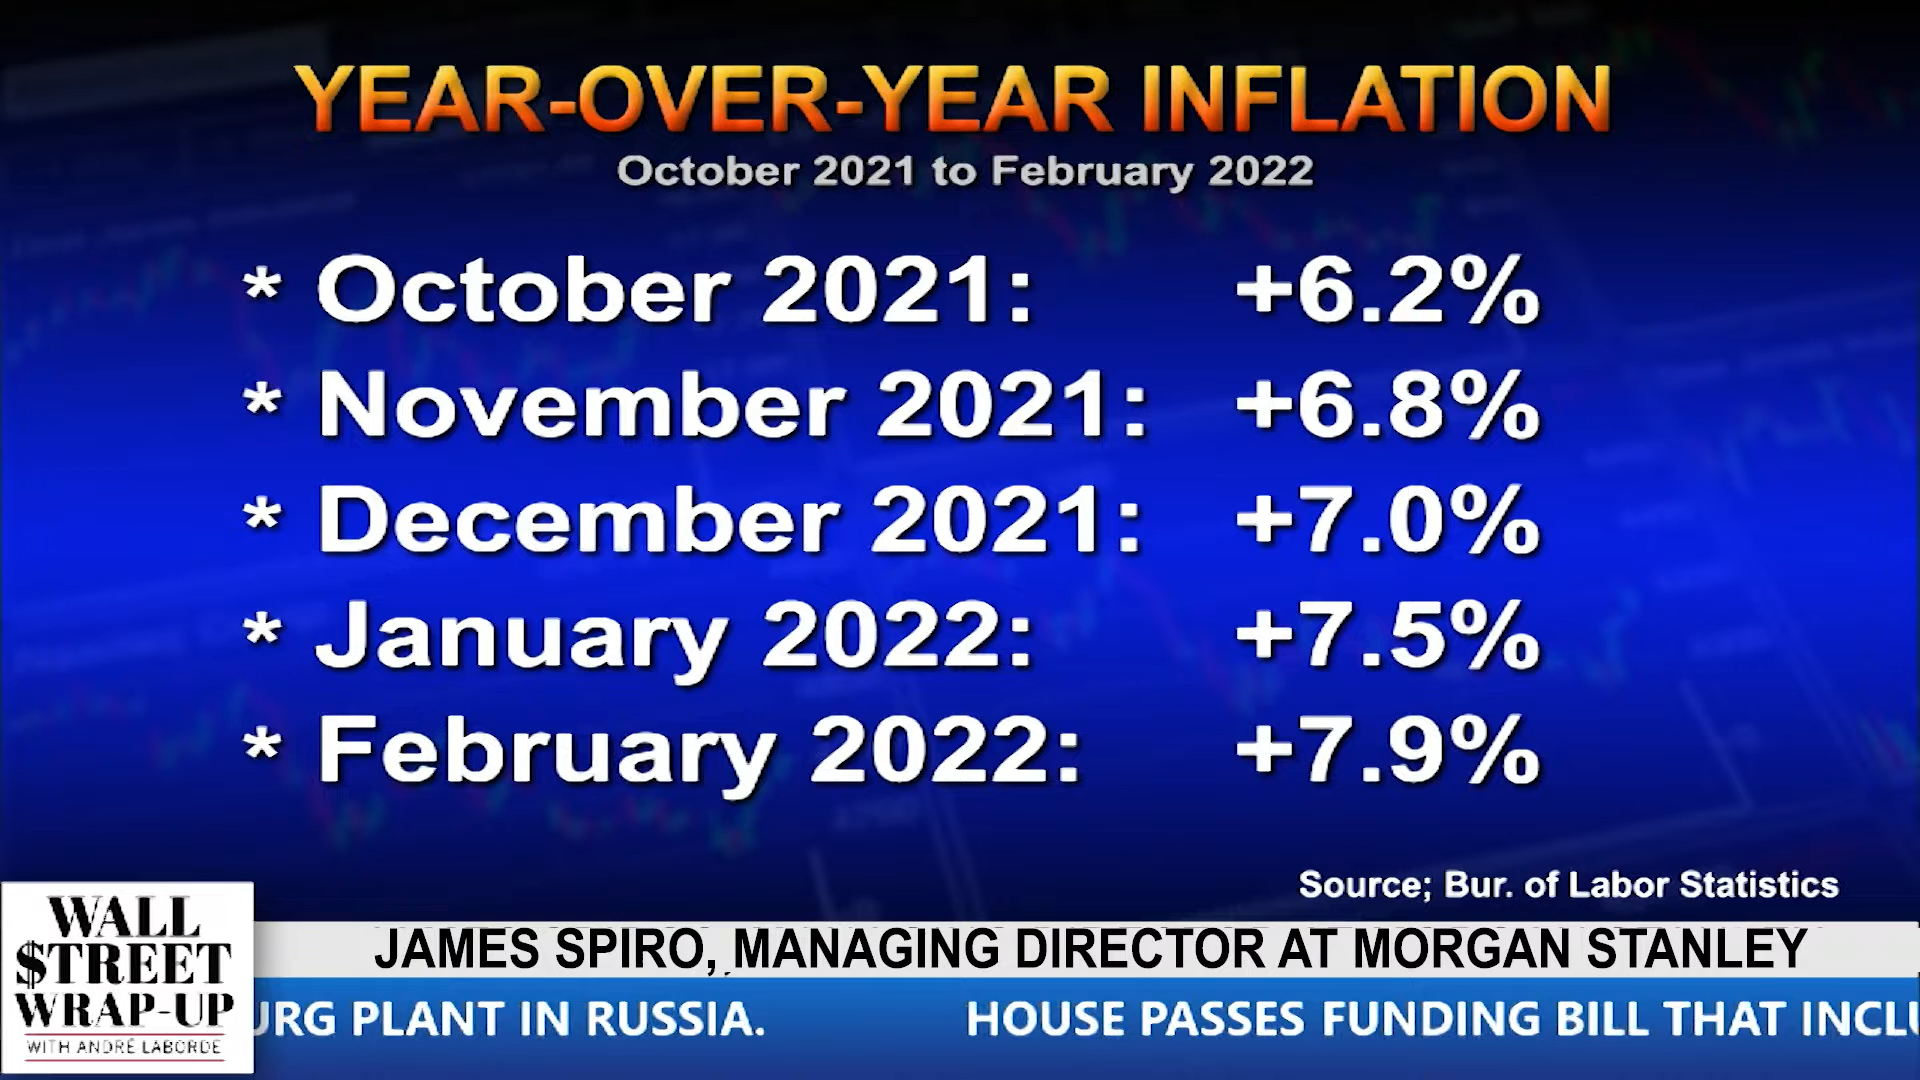 YEAR-OVER-YEAR INFLATION
October 2021 to February 2022
* October 2021: +6.2%
* November 2021: +6.8%
* December 2021: +7.0%
* January 2022: +7.5%
* February 2022: +7.9%
Source; Bur. of Labor Statistics
WALL
$TREET
WRAP-UP
WITH ANDRÉ LABORDE
JAMES SPIRO, MANAGING DIRECTOR AT MORGAN STANLEY
PLANT IN RUSSIA. HOUSE PASSES FUNDING BILL THAT